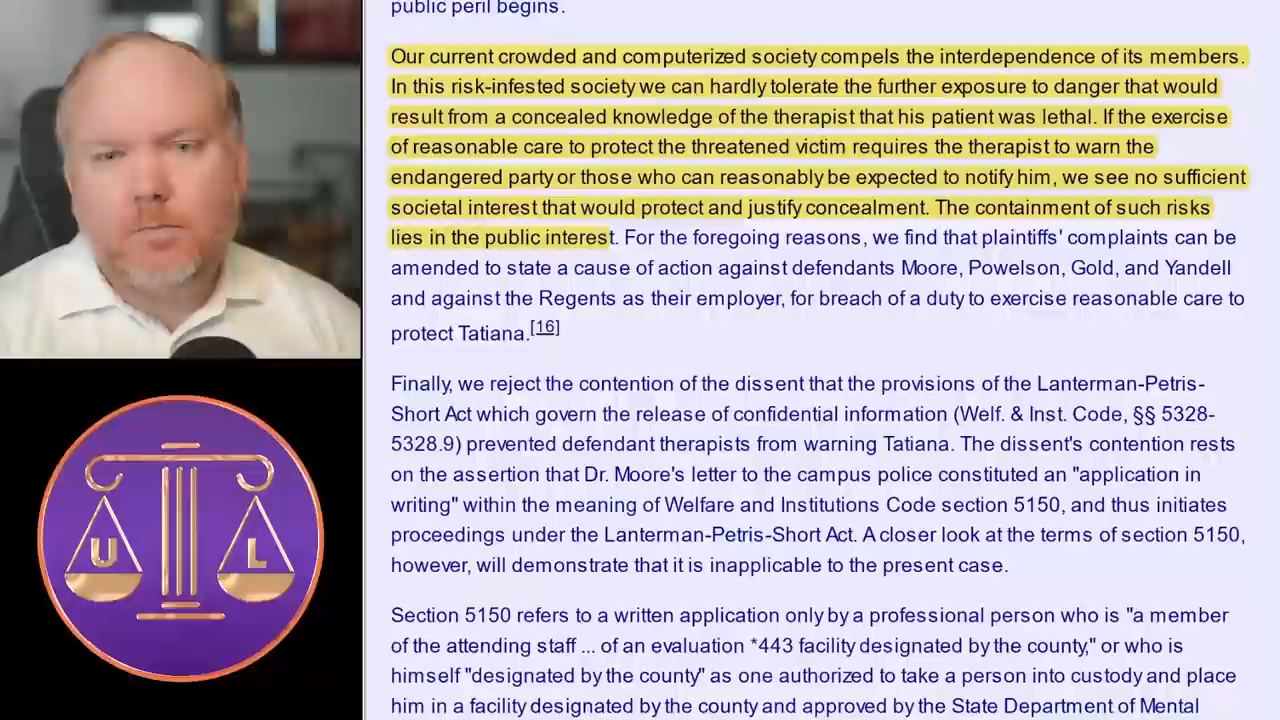 public peril begins.
Our current crowded and computerized society compels the interdependence of its members.
In this risk-infested society we can hardly tolerate the further exposure to danger that would
result from a concealed knowledge of the therapist that his patient was lethal. If the exercise
of reasonable care to protect the threatened victim requires the therapist to warn the
endangered party or those who can reasonably be expected to notify him, we see no sufficient
societal interest that would protect and justify concealment. The containment of such risks
lies in the public interest. For the foregoing reasons, we find that plaintiffs' complaints can be
amended to state a cause of action against defendants Moore, Powelson, Gold, and Yandell
and against the Regents as their employer, for breach of a duty to exercise reasonable care to
protect Tatiana.[16]
Finally, we reject the contention of the dissent that the provisions of the Lanterman-Petris-
Short Act which govern the release of confidential information (Welf. & Inst. Code, §§ 5328-
5328.9) prevented defendant therapists from warning Tatiana. The dissent's contention rests
on the assertion that Dr. Moore's letter to the campus police constituted an "application in
writing" within the meaning of Welfare and Institutions Code section 5150, and thus initiates
proceedings under the Lanterman-Petris-Short Act. A closer look at the terms of section 5150,
however, will demonstrate that it is inapplicable to the present case.
Section 5150 refers to a written application only by a professional person who is "a member
of the attending staff ... of an evaluation *443 facility designated by the county," or who is
himself "designated by the county" as one authorized to take a person into custody and place
him in a facility designated by the county and approved by the State Department of Mental
U L